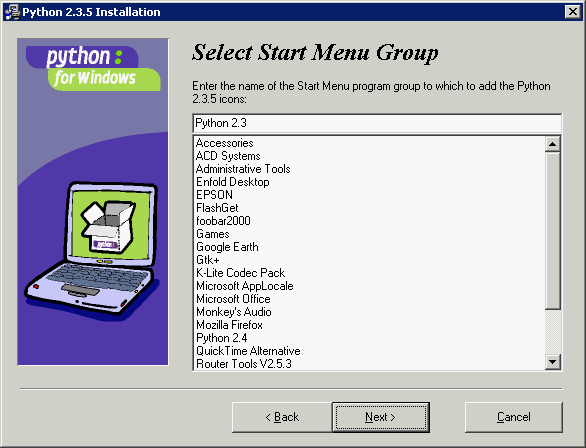 Python 2.3.5 Installation
python :
for Windows
python:
Select Start Menu Group
Enter the name of the Start Menu program group to which to add the Python
2.3.5 icons:
Python 2.3
Accessories
ACD Systems
Administrative Tools
Enfold Desktop
EPSON
FlashGet
foobar2000
Games
Google Earth
Gtk+
K-Lite Codec Pack
Microsoft AppLocale
Microsoft Office
Monkey's Audio
Mozilla Firefox
Python 2.4
QuickTime Alternative
Router Tools V2.5.3
< Back
Next >
Cancel